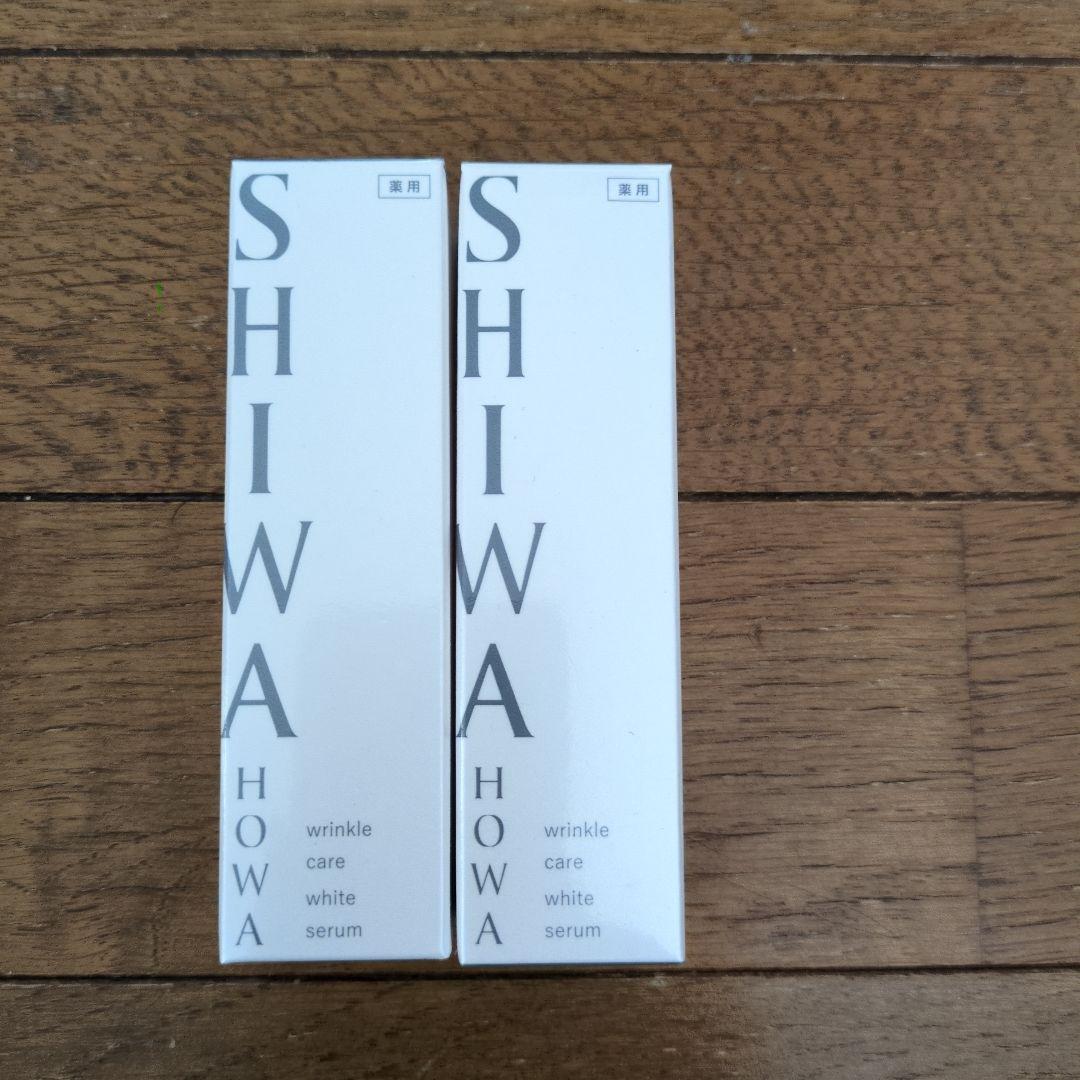 SHIWA
HOWA
薬用
wrinkle
care
white
serum
SHIWA
HOWA
薬用
wrinkle
care
white
serum